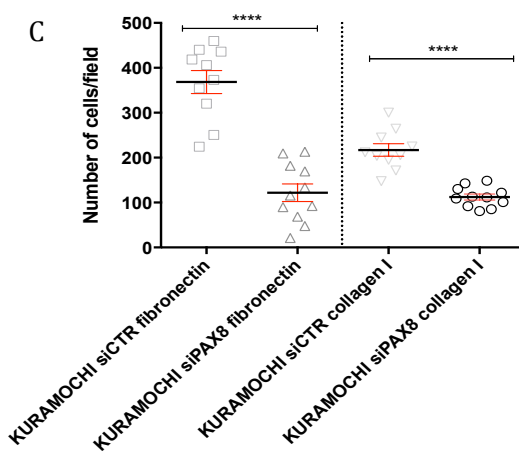 C
Number of cells/field
500
400
300
200
100
0
****
****
KURAMOCHI siCTR fibronectin
KURAMOCHI siPAX8 fibronectin
KURAMOCHI siCTR collagen I
KURAMOCHI siPAX8 collagen I